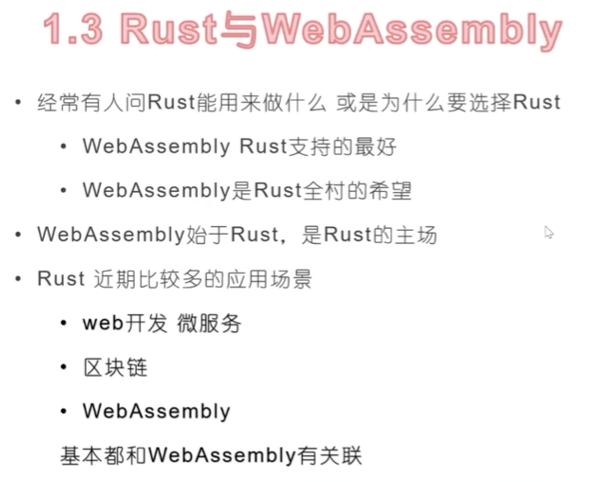 1.3 Rust与WebAssembly
• 经常有人问Rust能用来做什么 或是为什么要选择Rust
• WebAssembly Rust支持的最好
• WebAssembly是Rust全村的希望
• WebAssembly始于Rust，是Rust的主场
• Rust 近期比较多的应用场景
• web开发 微服务
• 区块链
• WebAssembly
基本都和WebAssembly有关联